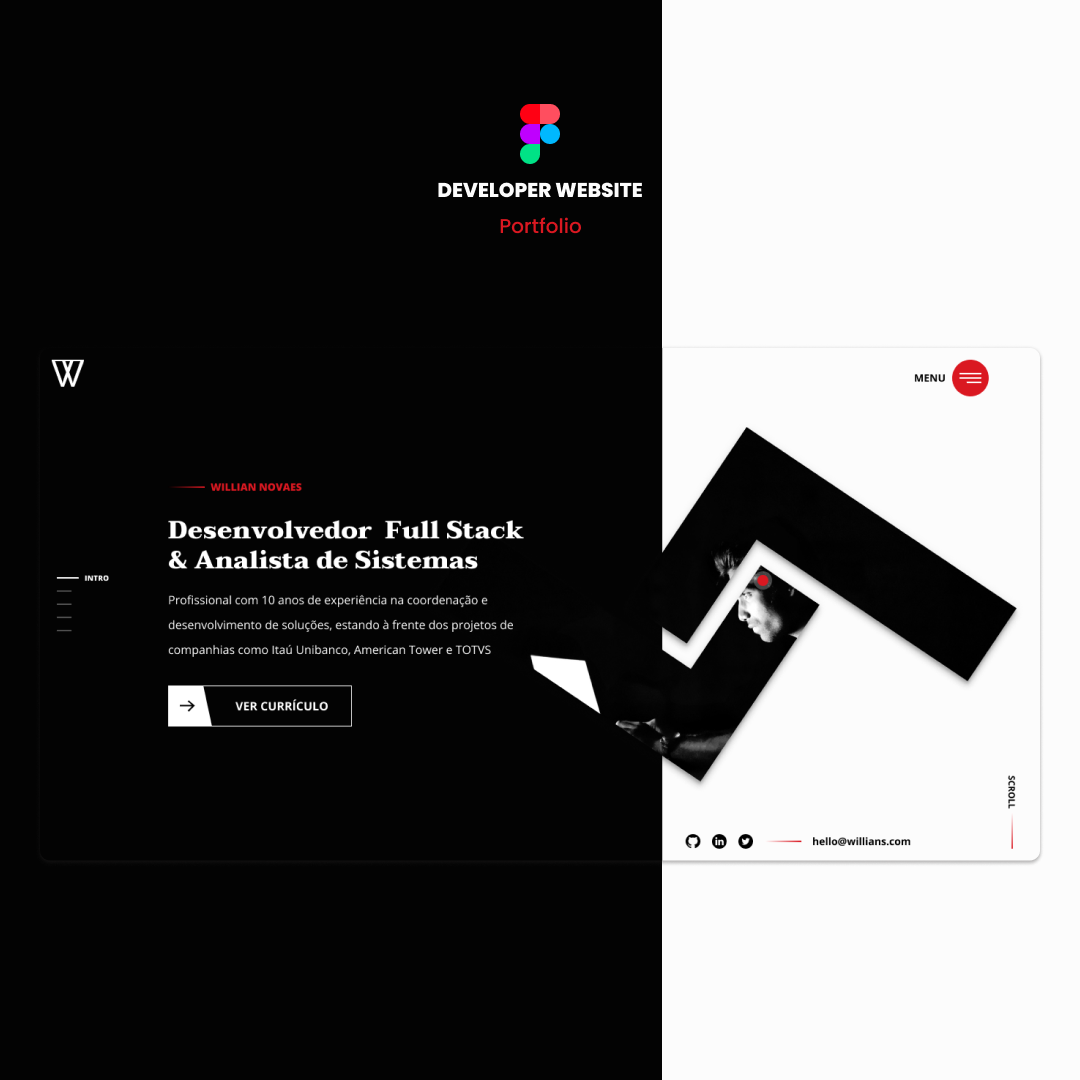 DEVELOPER WEBSITE
Portfolio
W
MENU
WILLIAN NOVAES
Desenvolvedor Full Stack
& Analista de Sistemas
INTRO
Profissional com 10 anos de experiência na coordenação e
desenvolvimento de soluções, estando à frente dos projetos de
companhias como Itaú Unibanco, American Tower e TOTVS
VER CURRÍCULO
SCROLL
in
hello@willians.com